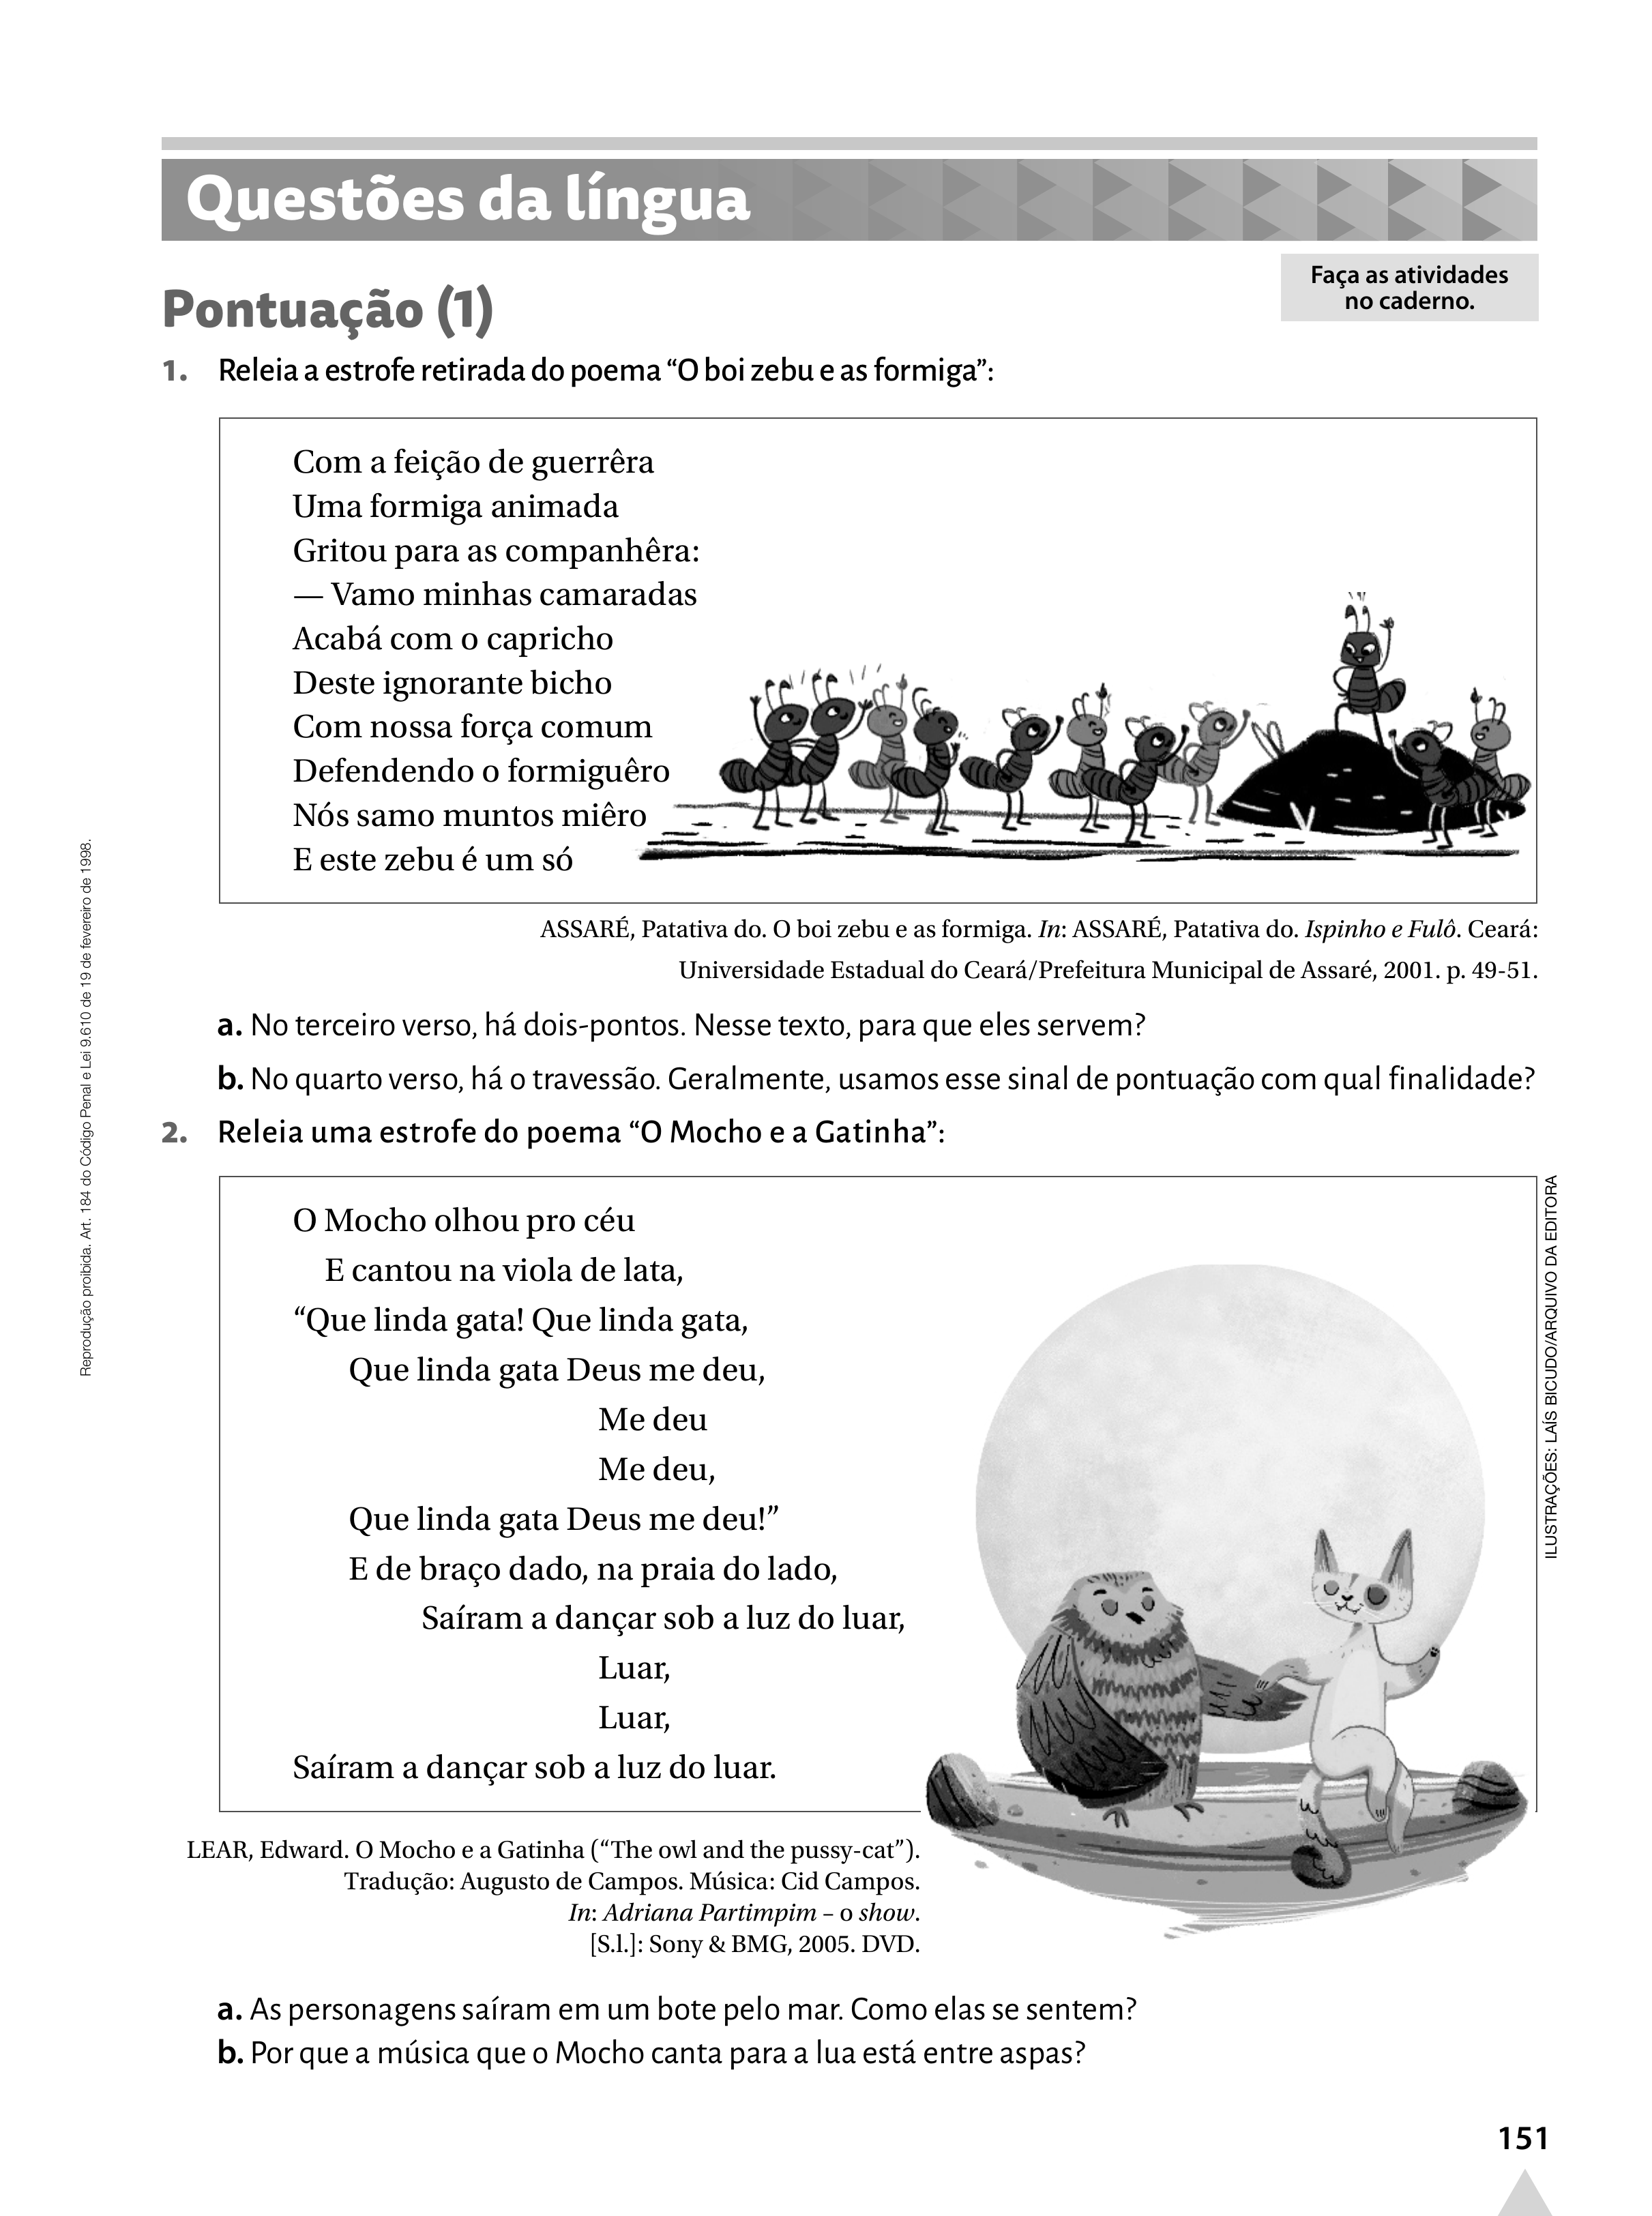 Questões da língua
Faça as atividades
no caderno.
Pontuação (1)
1. Releia a estrofe retirada do poema “O boi zebu e as formiga”:
Com a feição de guerrêra
Uma formiga animada
Gritou para as companhêra:
— Vamo minhas camaradas
Acabá com o capricho
Deste ignorante bicho
Com nossa força comum
Defendendo o formiguêro
Nós samo muntos miêro
E este zebu é um só
ASSARÉ, Patativa do. O boi zebu e as formiga. In: ASSARÉ, Patativa do. Ispinho e Fulô. Ceará:
Universidade Estadual do Ceará/Prefeitura Municipal de Assaré, 2001. p. 49-51.
a. No terceiro verso, há dois-pontos. Nesse texto, para que eles servem?
b. No quarto verso, há o travessão. Geralmente, usamos esse sinal de pontuação com qual finalidade?
2. Releia uma estrofe do poema “O Mocho e a Gatinha”:
O Mocho olhou pro céu
E cantou na viola de lata,
“Que linda gata! Que linda gata,
Que linda gata Deus me deu,
Me deu
Me deu,
Que linda gata Deus me deu!”
E de braço dado, na praia do lado,
Saíram a dançar sob a luz do luar,
Luar,
Luar,
Saíram a dançar sob a luz do luar.
LEAR, Edward. O Mocho e a Gatinha (“The owl and the pussy-cat”).
Tradução: Augusto de Campos. Música: Cid Campos.
In: Adriana Partimpim – o show.
[S.l.]: Sony & BMG, 2005. DVD.
a. As personagens saíram em um bote pelo mar. Como elas se sentem?
b. Por que a música que o Mocho canta para a lua está entre aspas?
Reprodução proibida. Art. 184 do Código Penal e Lei 9.610 de 19 de fevereiro de 1998.
ILUSTRAÇÕES: LAÍS BICUDO/ARQUIVO DA EDITORA
151